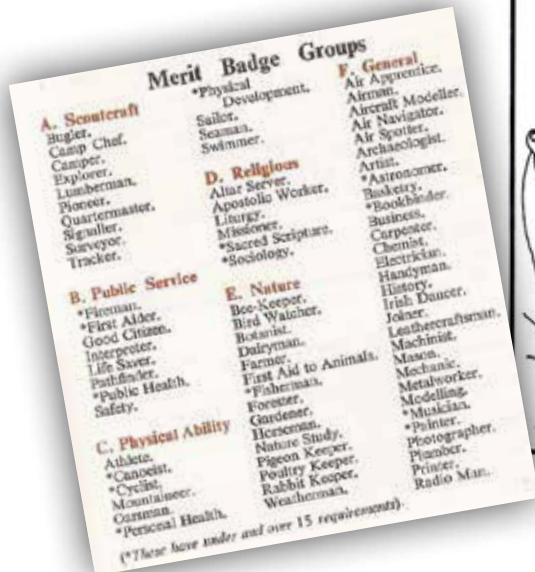 Merit Badge Groups
A. Scoutcraft
Bugler.
Camp Chef.
Camper.
Explorer.
Lumberman.
Pioneer.
Quartermaster.
Signaller.
Surveyor.
Tracker.
B. Public Service
*Fireman.
*First Aider.
Good Citizen.
Interpreter.
Life Saver.
Pathfinder.
*Public Health.
Safety.
C. Physical Ability
Athlete.
*Canoeist.
*Cyclist.
Mountaineer.
Oarsman.
*Personal Health.
*Physical
Development.
Sailor.
Seaman.
Swimmer.
D. Religious
Altar Server.
Apostolic Worker.
Liturgy.
Missioner.
*Sacred Scripture.
*Sociology.
E. Nature
Bee-Keeper.
Bird Watcher.
Botanist.
Dairyman.
Farmer.
First Aid to Animals.
*Fisherman.
Forester.
Gardener.
Horseman.
Nature Study.
Pigeon Keeper.
Poultry Keeper.
Rabbit Keeper.
Weatherman.
F. General
Air Apprentice.
Airman.
Aircraft Modeller.
Air Navigator.
Air Spotter.
Archaeologist.
Artist.
*Astronomer.
Basketry.
*Bookbinder.
Business.
Carpenter.
Chemist.
Electrician.
Handyman.
History.
Irish Dancer.
Joiner.
Leathercraftsman.
Machinist.
Mason.
Mechanic.
Metalworker.
Modelling.
*Musician.
*Painter.
Photographer.
Plumber.
Printer.
Radio Man.
(*These have under and over 15 requirements).